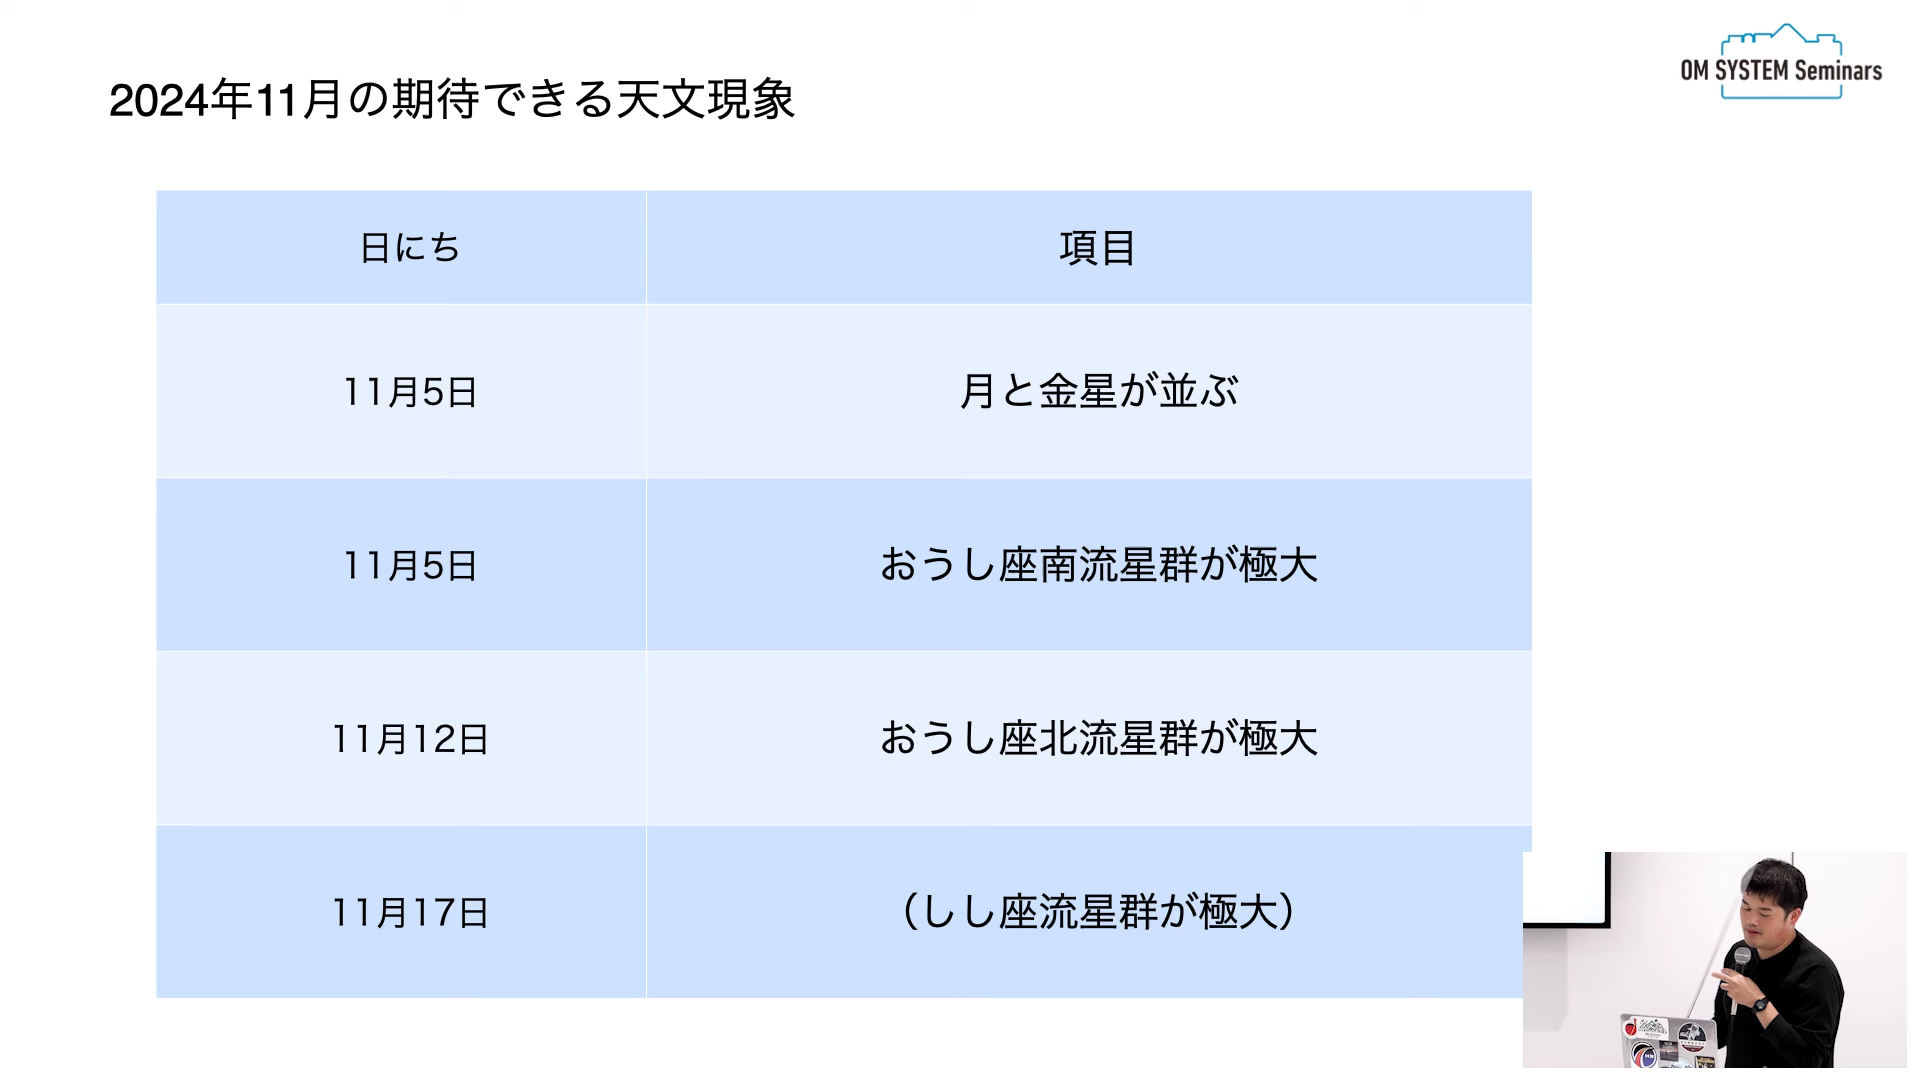 OM SYSTEM Seminars
2024年11月の期待できる天文現象
日にち 項目
11月5日 月と金星が並ぶ
11月5日 おうし座南流星群が極大
11月12日 おうし座北流星群が極大
11月17日 （しし座流星群が極大）